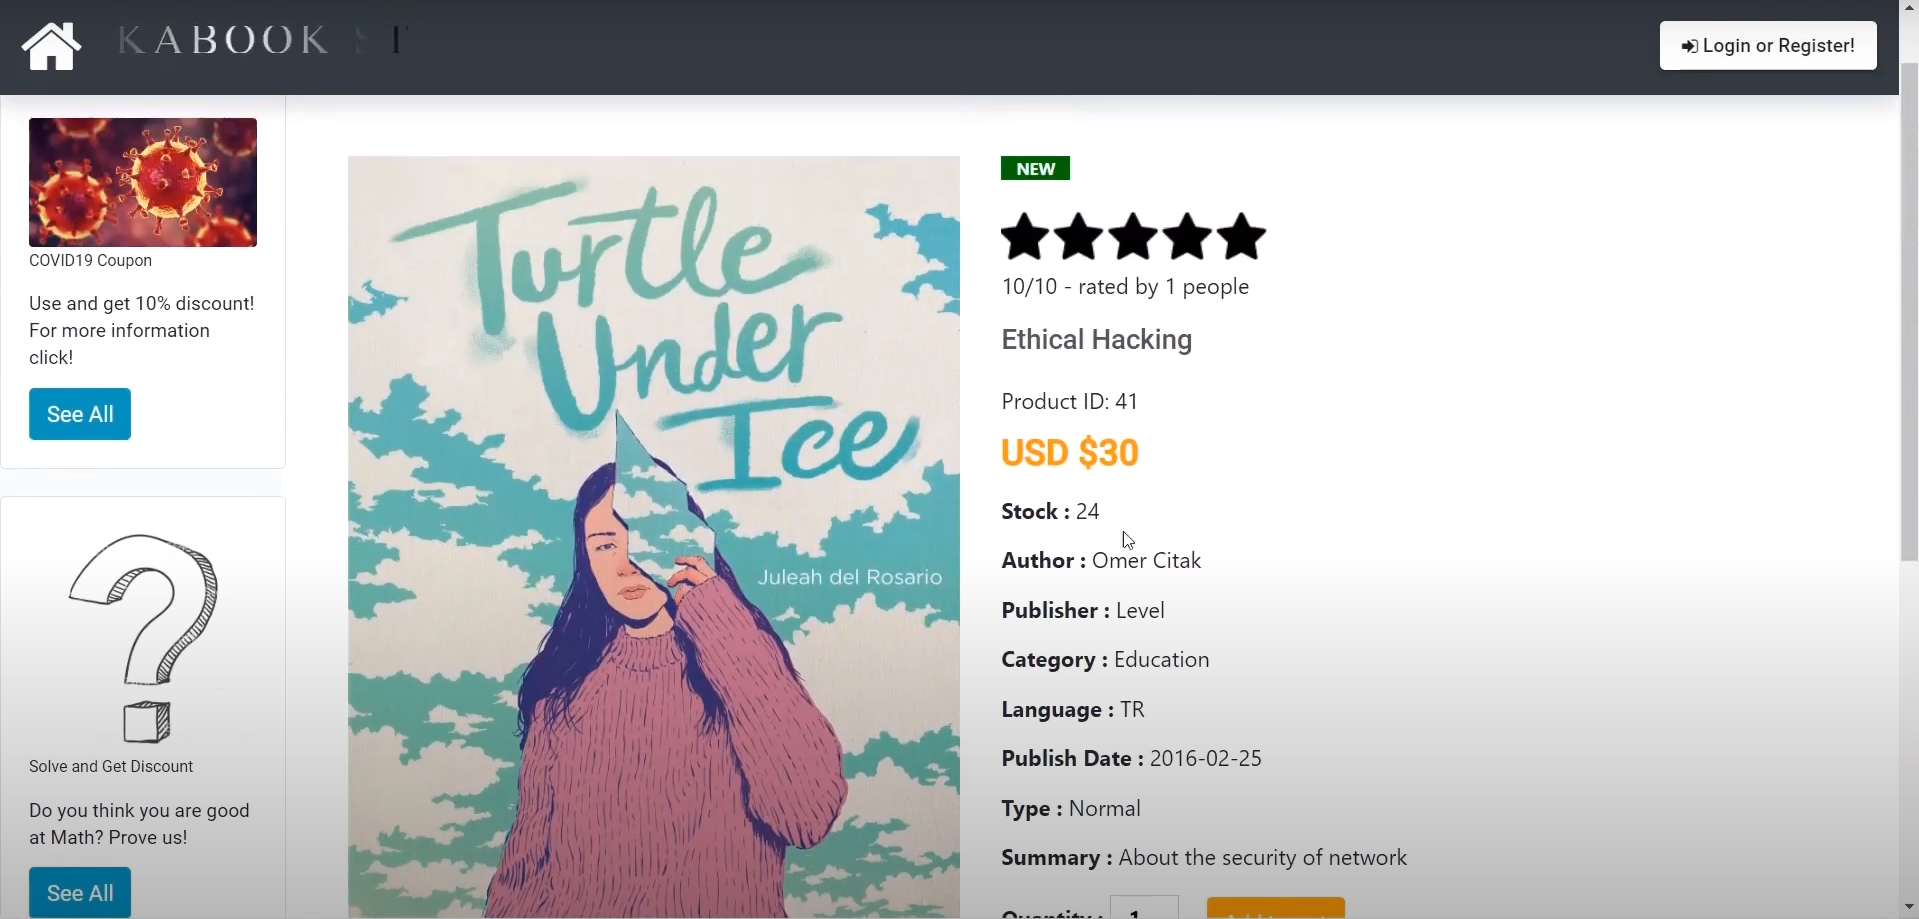 KABOOK ST
Login or Register!
COVID19 Coupon
Use and get 10% discount!
For more information
click!
See All
Solve and Get Discount
Do you think you are good
at Math? Prove us!
See All
Turtle
Under
Ice
Juleah del Rosario
NEW
10/10 - rated by 1 people
Ethical Hacking
Product ID: 41
USD $30
Stock : 24
Author : Omer Citak
Publisher : Level
Category : Education
Language : TR
Publish Date : 2016-02-25
Type : Normal
Summary : About the security of network
Quantity : 1